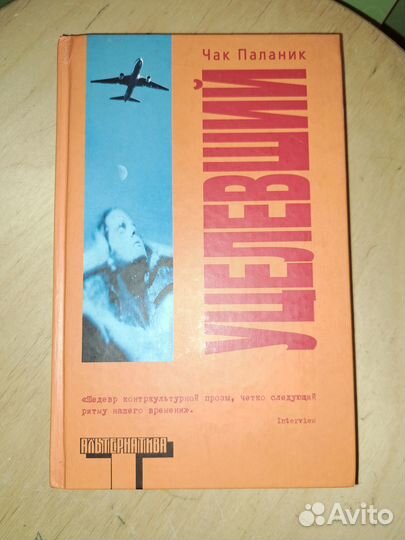 Чак Паланик
УЦЕЛЕВШИЙ
«Шедевр контркультурной прозы, четко следующий
ритму нашего времени».
Interview
АЛЬТЕРНАТИВА
Avito